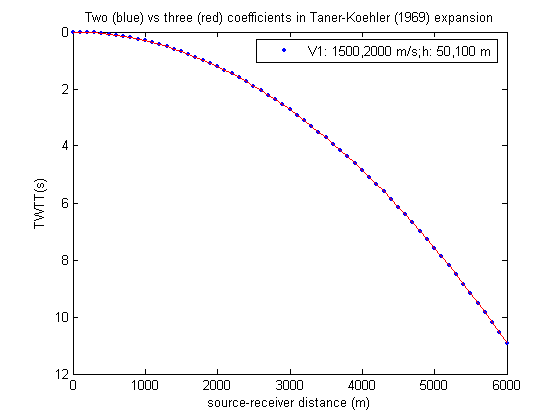 Two (blue) vs three (red) coefficients in Taner-Koehler (1969) expansion
V1: 1500,2000 m/s;h: 50,100 m
0
2
4
6
8
10
12
TWTT(s)
0 1000 2000 3000 4000 5000 6000
source-receiver distance (m)